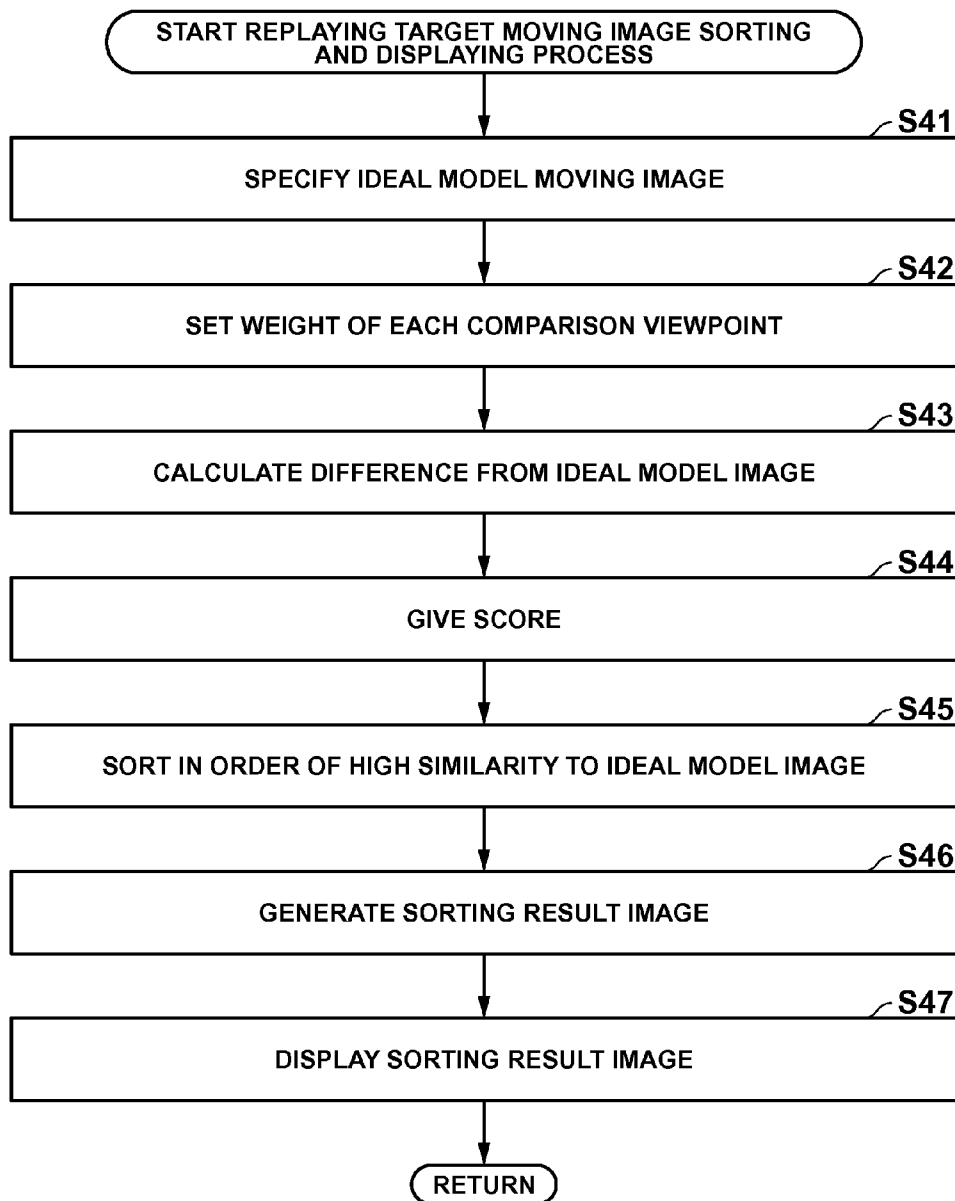 START REPLAYING TARGET MOVING IMAGE SORTING
AND DISPLAYING PROCESS
S41
SPECIFY IDEAL MODEL MOVING IMAGE
S42
SET WEIGHT OF EACH COMPARISON VIEWPOINT
S43
CALCULATE DIFFERENCE FROM IDEAL MODEL IMAGE
S44
GIVE SCORE
S45
SORT IN ORDER OF HIGH SIMILARITY TO IDEAL MODEL IMAGE
S46
GENERATE SORTING RESULT IMAGE
S47
DISPLAY SORTING RESULT IMAGE
RETURN